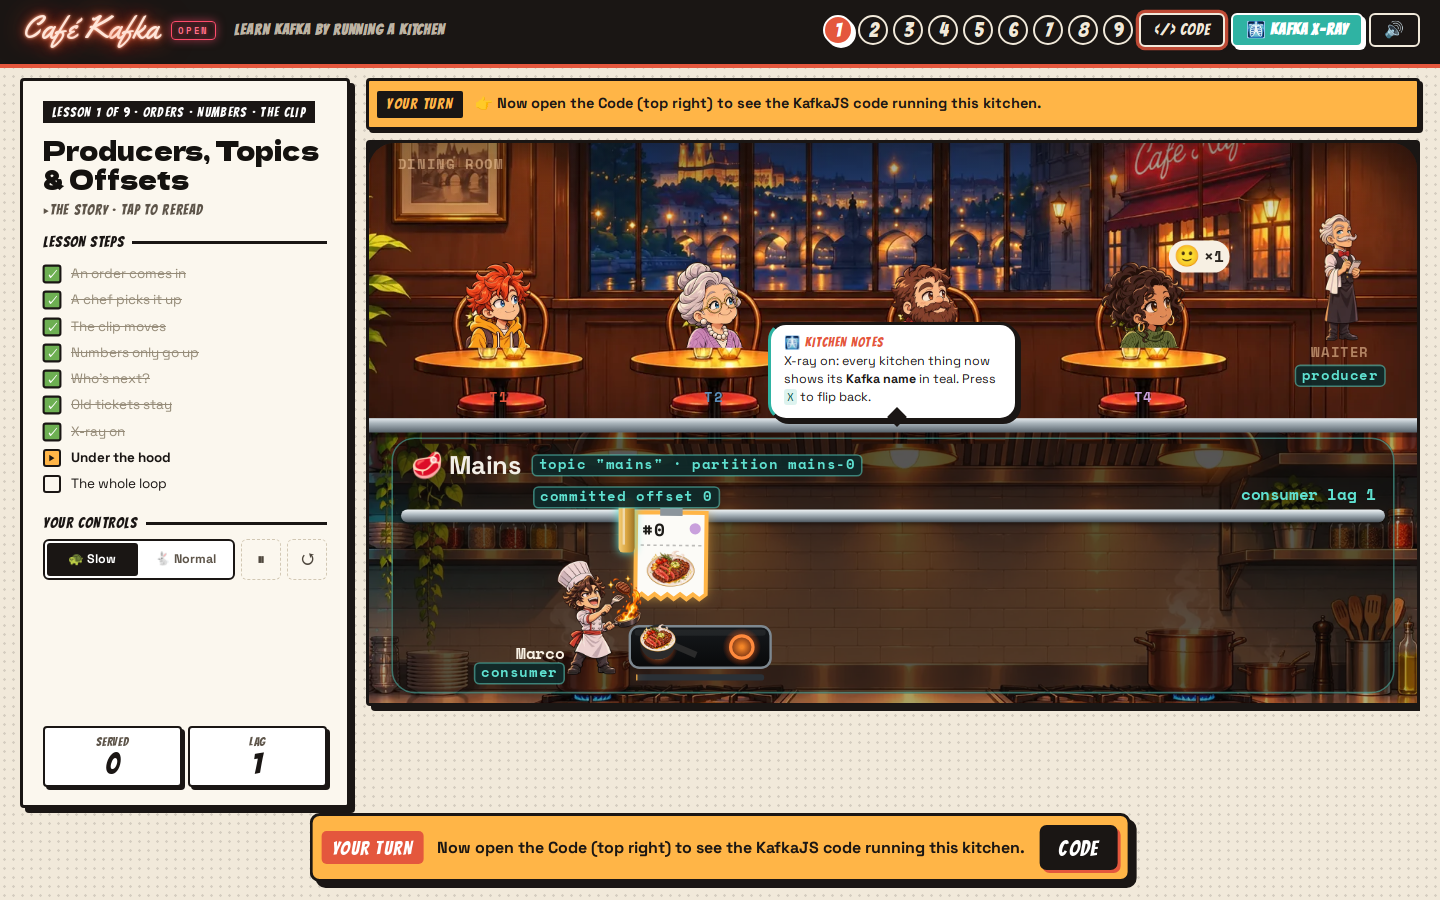 Café Kafka
OPEN
LEARN KAFKA BY RUNNING A KITCHEN
1 2 3 4 5 6 7 8 9
</> CODE
KAFKA X-RAY
LESSON 1 OF 9 · ORDERS · NUMBERS · THE CLIP
Producers, Topics
& Offsets
▸THE STORY · TAP TO REREAD
LESSON STEPS
An order comes in
A chef picks it up
The clip moves
Numbers only go up
Who's next?
Old tickets stay
X-ray on
Under the hood
The whole loop
YOUR CONTROLS
Slow
Normal
SERVED
0
LAG
1
YOUR TURN
Now open the Code (top right) to see the KafkaJS code running this kitchen.
DINING ROOM
×1
WAITER
producer
T1
T2
T4
KITCHEN NOTES
X-ray on: every kitchen thing now
shows its Kafka name in teal. Press
X to flip back.
Mains
topic "mains" · partition mains-0
committed offset 0
consumer lag 1
#0
Marco
consumer
YOUR TURN
Now open the Code (top right) to see the KafkaJS code running this kitchen.
CODE